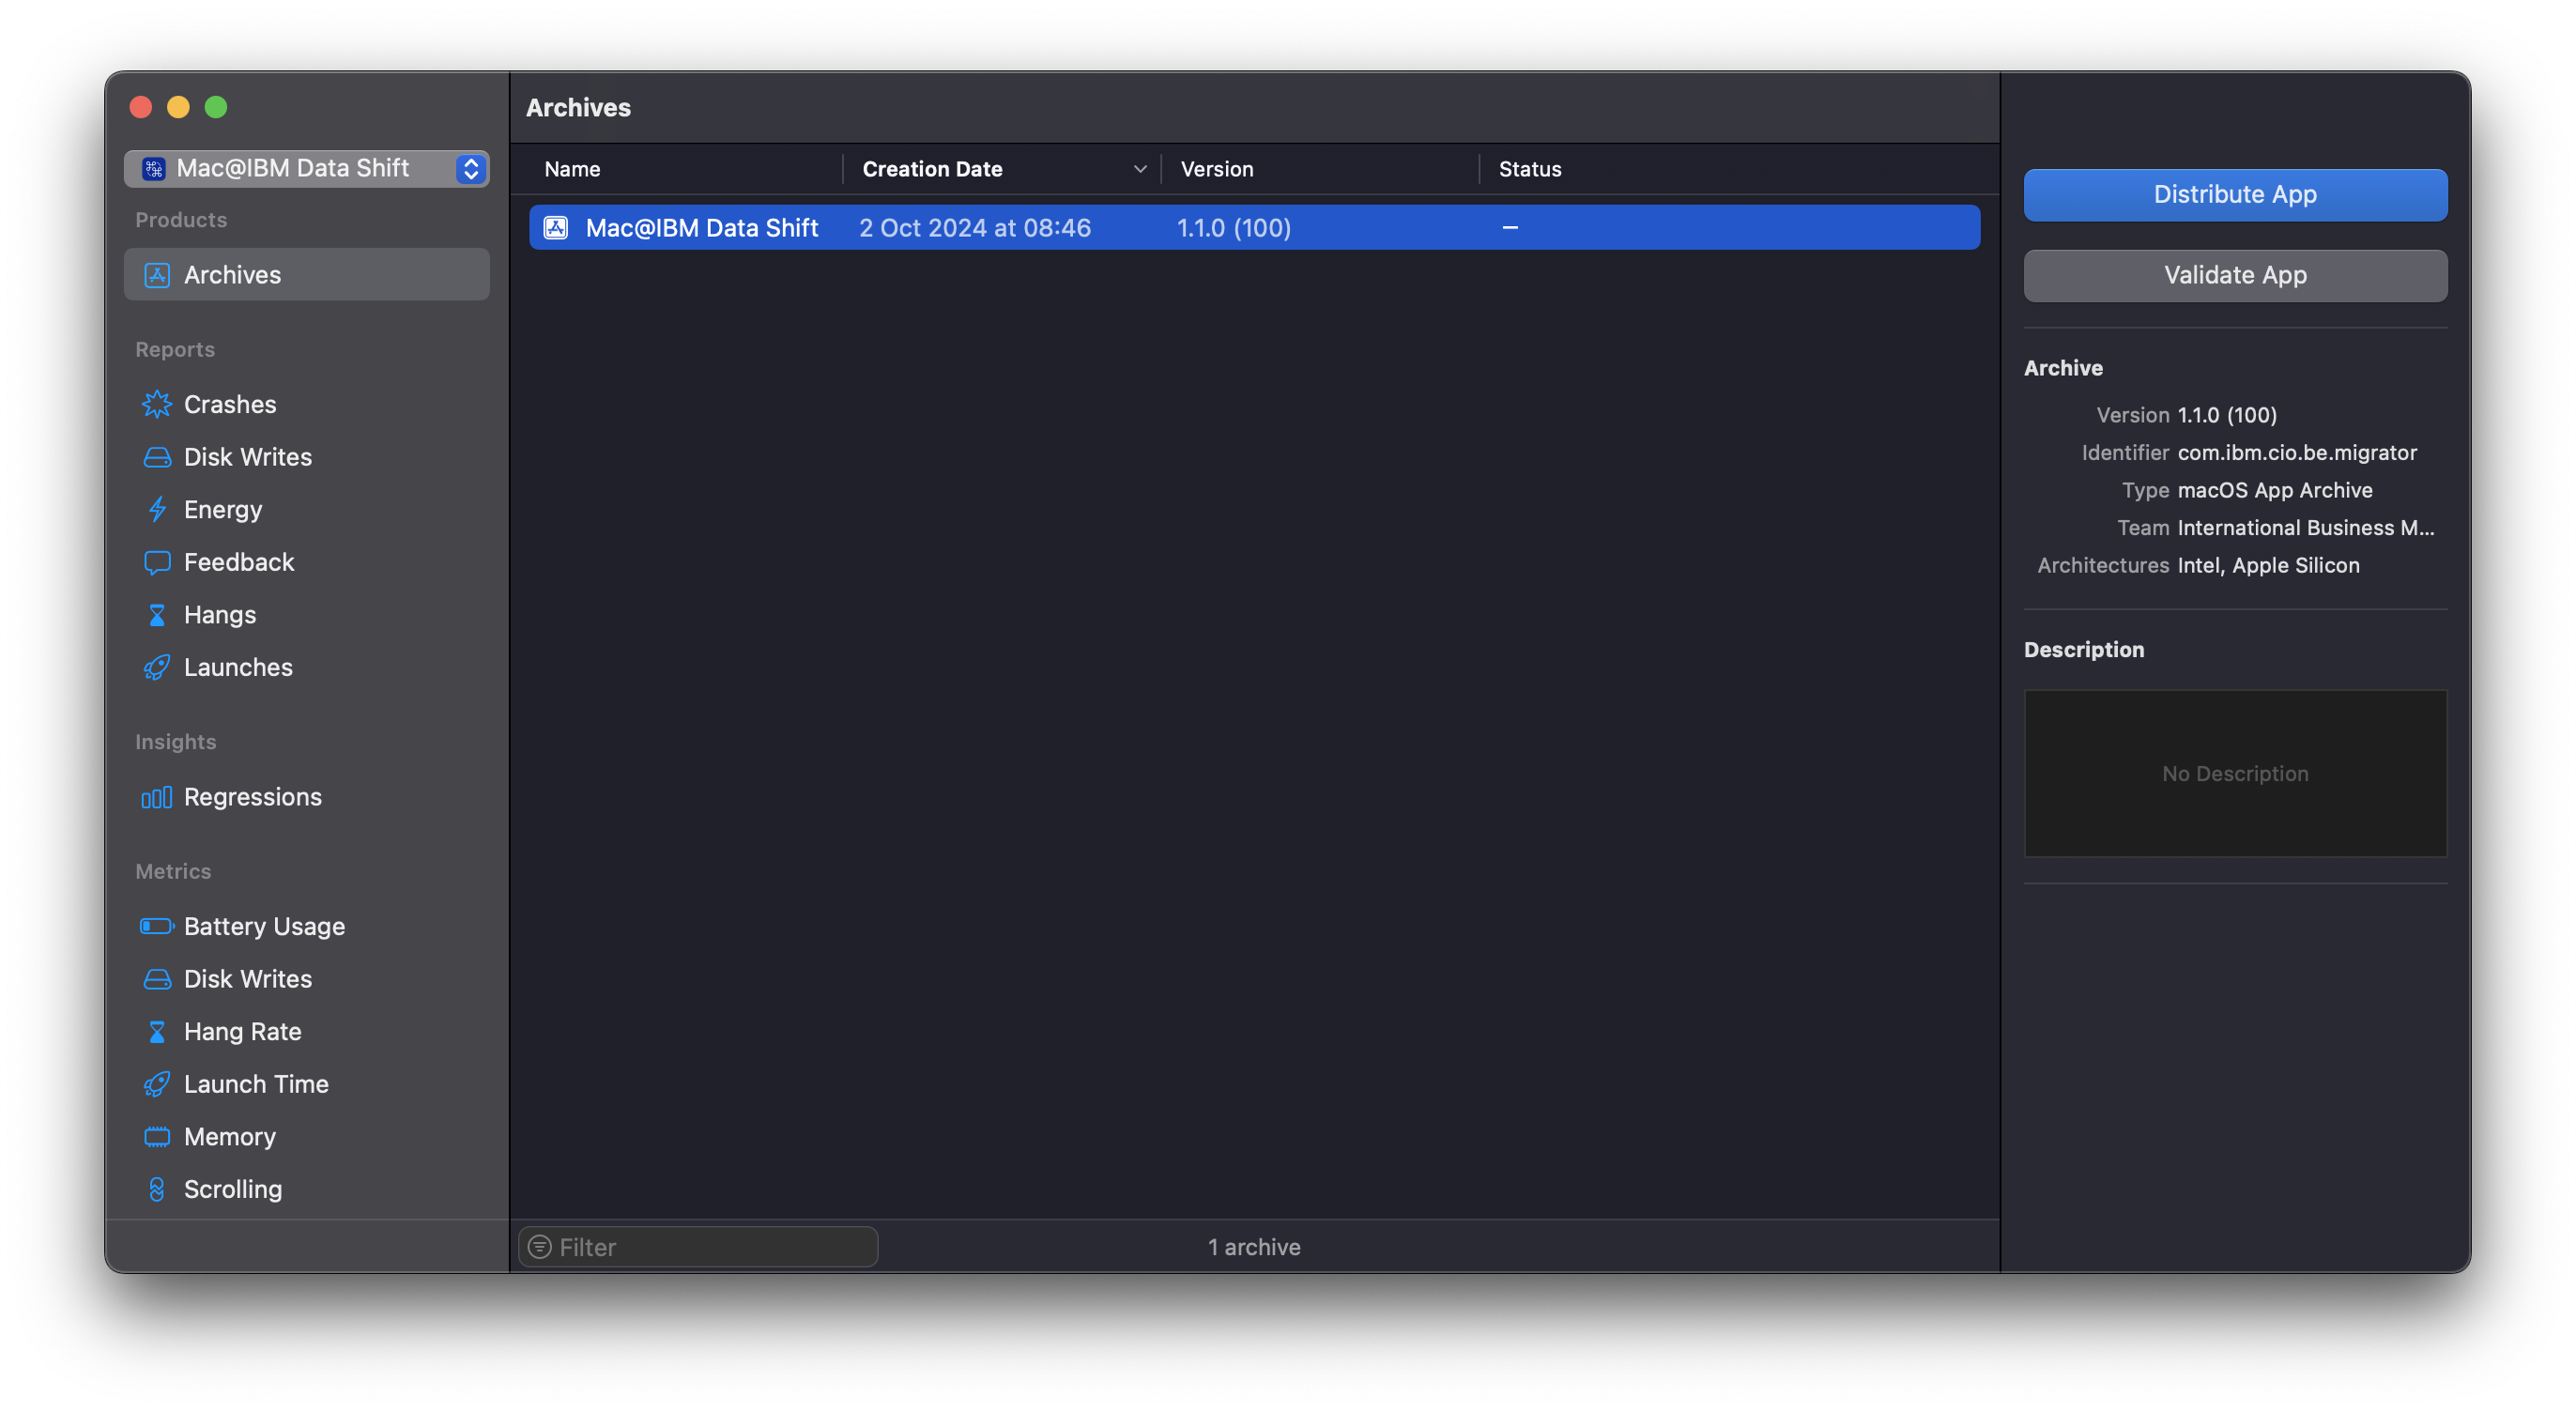 Mac@IBM Data Shift
Products
Archives
Reports
Crashes
Disk Writes
Energy
Feedback
Hangs
Launches
Insights
Regressions
Metrics
Battery Usage
Disk Writes
Hang Rate
Launch Time
Memory
Scrolling
Archives
Name Creation Date Version Status
Mac@IBM Data Shift 2 Oct 2024 at 08:46 1.1.0 (100) –
Filter
1 archive
Distribute App
Validate App
Archive
Version 1.1.0 (100)
Identifier com.ibm.cio.be.migrator
Type macOS App Archive
Team International Business M...
Architectures Intel, Apple Silicon
Description
No Description